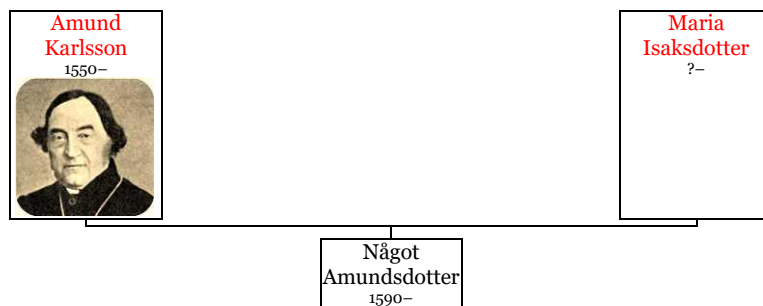 Amund
Karlsson
1550–
Maria
Isaksdotter
?–
Något
Amundsdotter
1590–